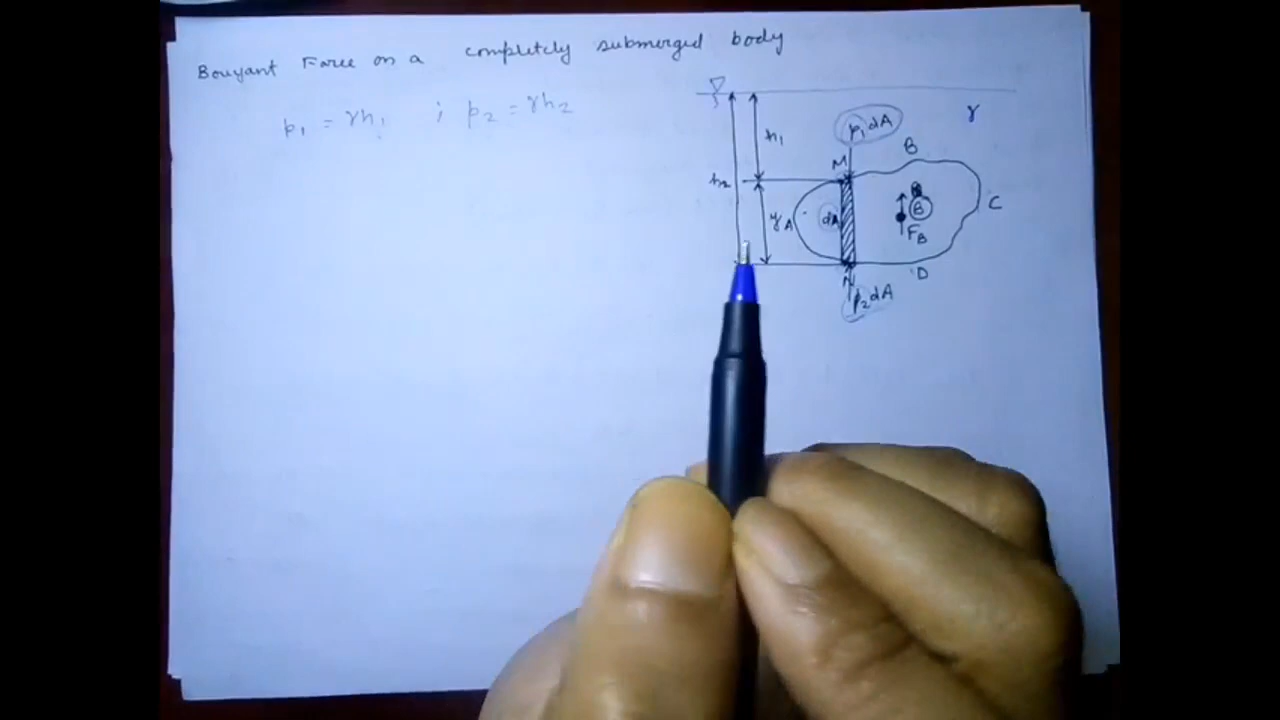 Bouyant Force on a completely submerged body
p₁ = γh₁ ; p₂ = γh₂
p₁dA
γ
h₁
B
M
h₂
C
B
y
A
dA
F_B
D
N
p₂dA